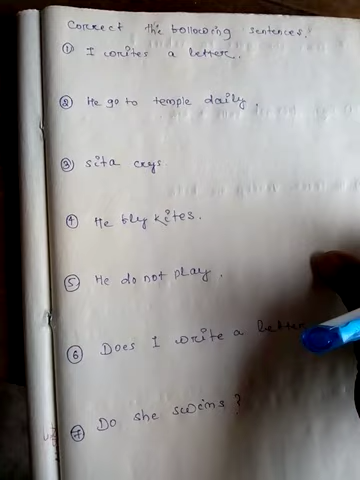 Correct the following sentences.
① I writes a letter.
② He go to temple daily.
③ sita crys.
④ He fly kites.
⑤ He do not play.
⑥ Does I write a letter
⑦ Do she swims?